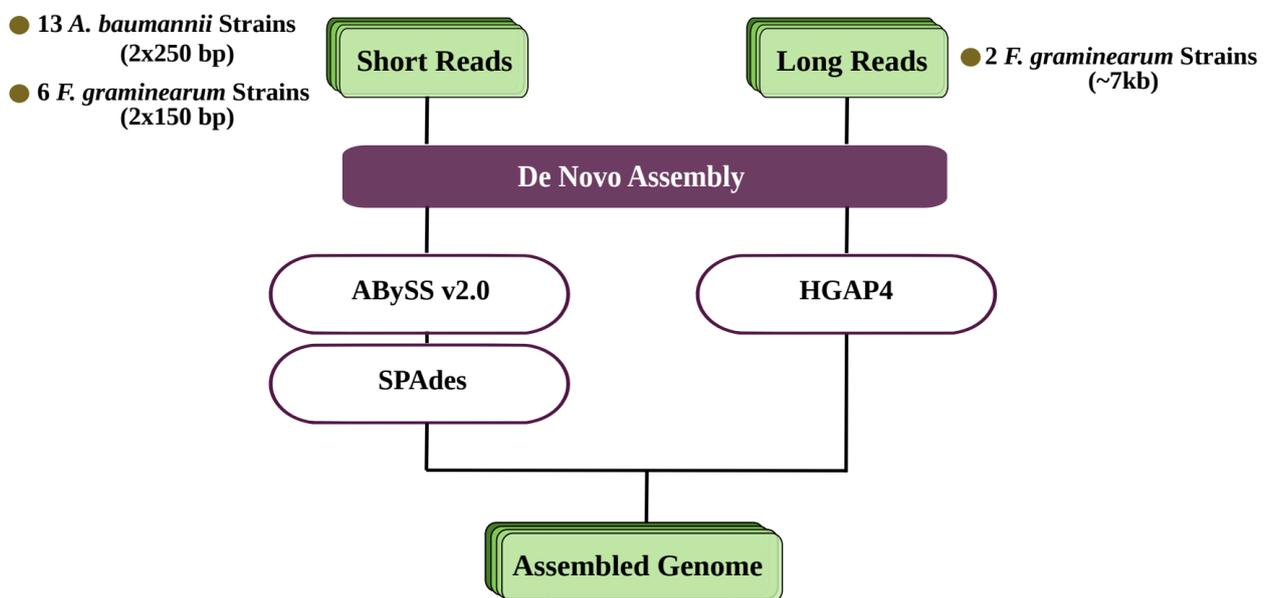 13 A. baumannii Strains
(2x250 bp)
6 F. graminearum Strains
(2x150 bp)
Short Reads
Long Reads
2 F. graminearum Strains
(~7kb)
De Novo Assembly
ABySS v2.0
HGAP4
SPAdes
Assembled Genome